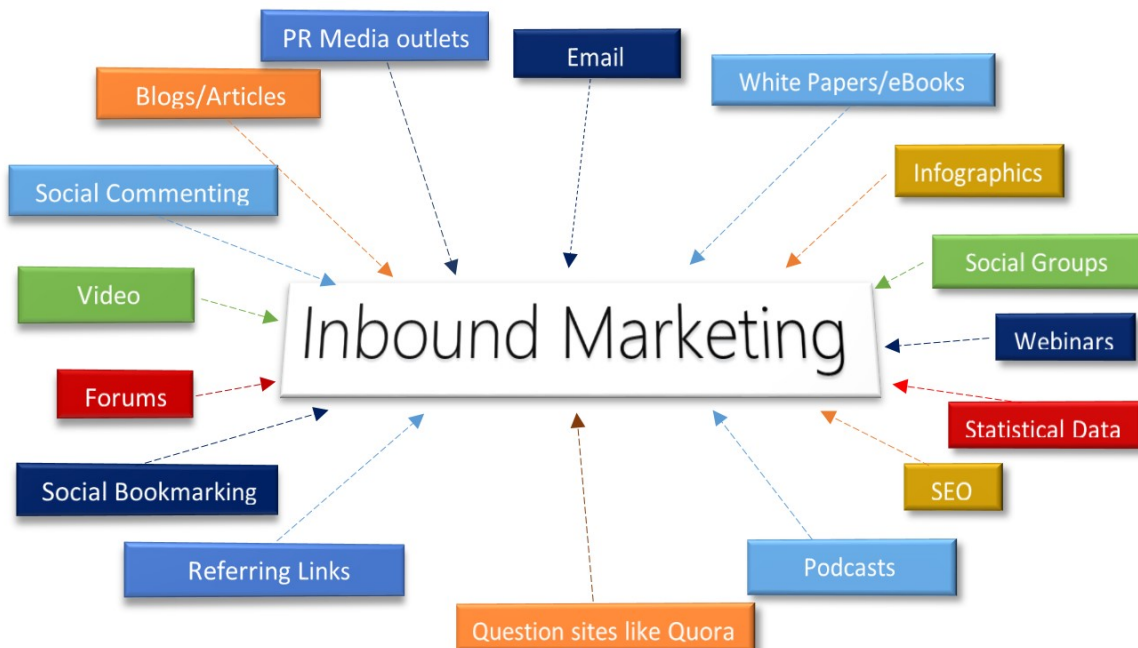 PR Media outlets
Email
White Papers/eBooks
Blogs/Articles
Infographics
Social Commenting
Social Groups
Video
Inbound Marketing
Webinars
Forums
Statistical Data
Social Bookmarking
SEO
Referring Links
Podcasts
Question sites like Quora